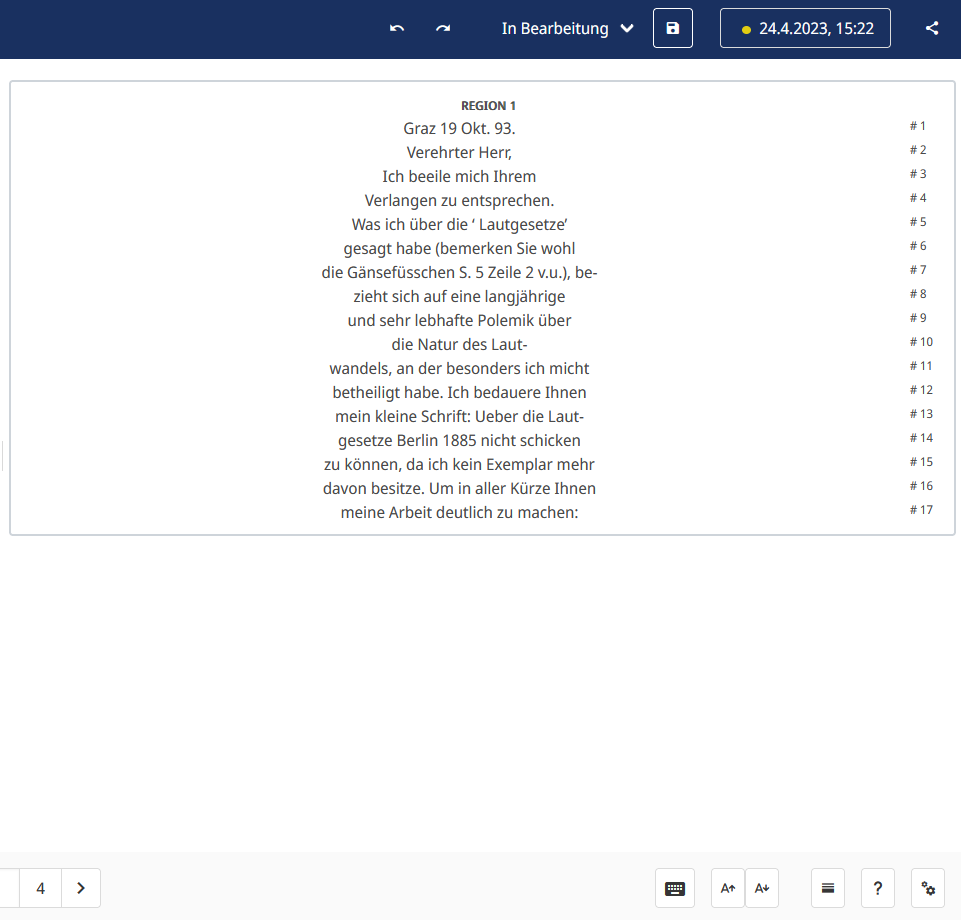 In Bearbeitung
24.4.2023, 15:22
REGION 1
Graz 19 Okt. 93. # 1
Verehrter Herr, # 2
Ich beeile mich Ihrem # 3
Verlangen zu entsprechen. # 4
Was ich über die ‘ Lautgesetze’ # 5
gesagt habe (bemerken Sie wohl # 6
die Gänsefüsschen S. 5 Zeile 2 v.u.), be- # 7
zieht sich auf eine langjährige # 8
und sehr lebhafte Polemik über # 9
die Natur des Laut- # 10
wandels, an der besonders ich micht # 11
betheiligt habe. Ich bedauere Ihnen # 12
mein kleine Schrift: Ueber die Laut- # 13
gesetze Berlin 1885 nicht schicken # 14
zu können, da ich kein Exemplar mehr # 15
davon besitze. Um in aller Kürze Ihnen # 16
meine Arbeit deutlich zu machen: # 17
4 A A ?